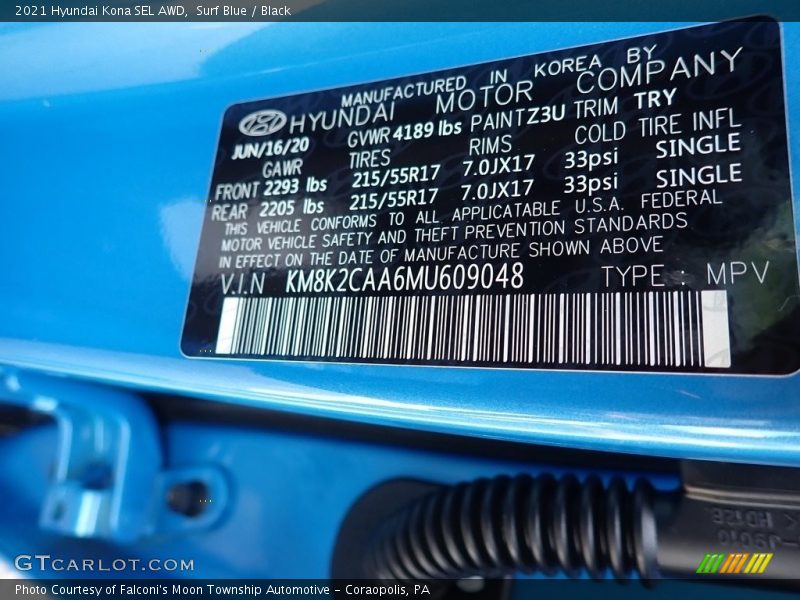 2021 Hyundai Kona SEL AWD,  Surf Blue / Black
MANUFACTURED IN KOREA BY
HYUNDAI MOTOR COMPANY
JUN/16/20 GVWR 4189 lbs PAINT Z3U TRIM TRY
GAWR TIRES RIMS COLD TIRE INFL
FRONT 2293 lbs 215/55R17 7.0JX17 33psi SINGLE
REAR 2205 lbs 215/55R17 7.0JX17 33psi SINGLE
THIS VEHICLE CONFORMS TO ALL APPLICABLE U.S.A. FEDERAL
MOTOR VEHICLE SAFETY AND THEFT PREVENTION STANDARDS
IN EFFECT ON THE DATE OF MANUFACTURE SHOWN ABOVE
V.I.N KM8K2CAA6MU609048 TYPE : MPV
GTCARLOT.COM
Photo Courtesy of Falconi's Moon Township Automotive – Coraopolis, PA